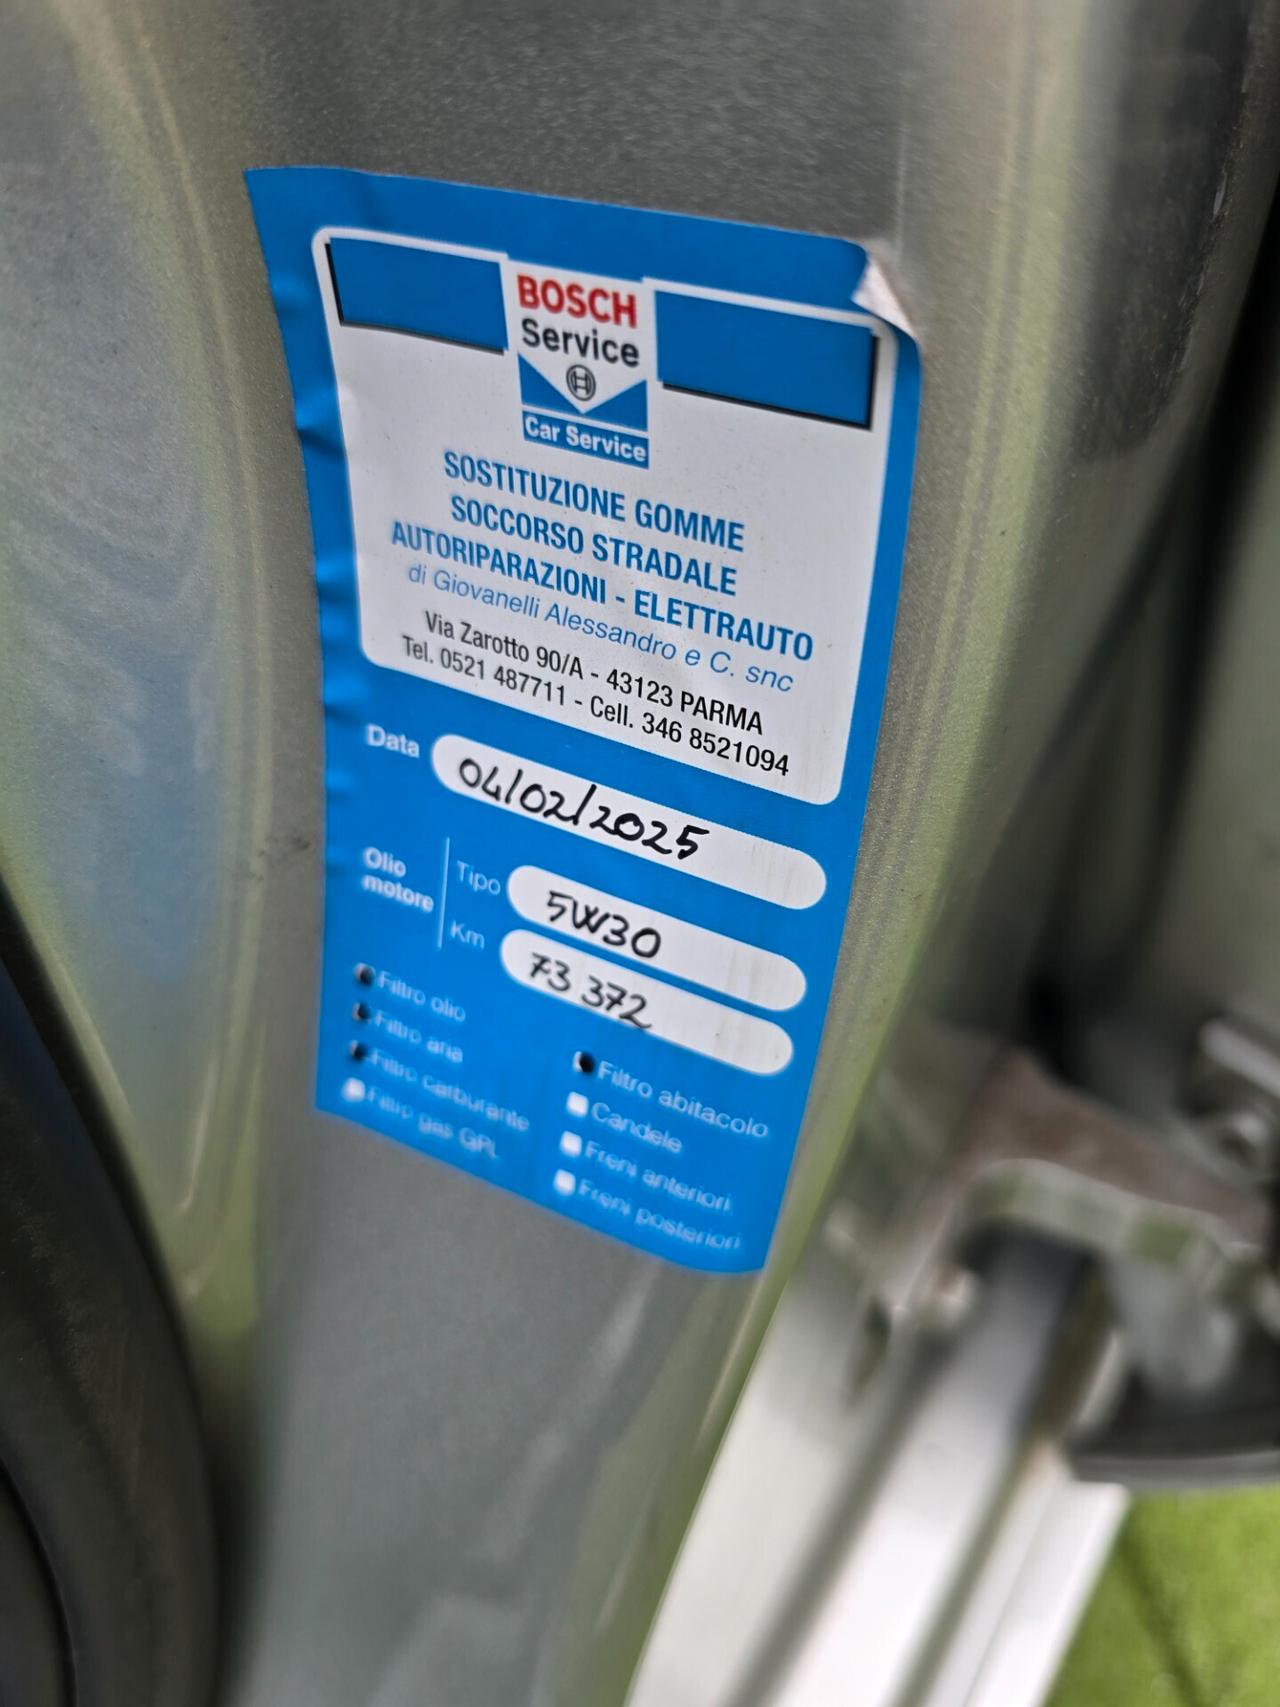 BOSCH
Service
Car Service
SOSTITUZIONE GOMME
SOCCORSO STRADALE
AUTORIPARAZIONI - ELETTRAUTO
di Giovanelli Alessandro e C. snc
Via Zarotto 90/A - 43123 PARMA
Tel. 0521 487711 - Cell. 346 8521094
Data 04/02/2025
Olio motore
Tipo 5W30
Km 73 372
Filtro olio
Filtro aria
Filtro carburante
Filtro gas GPL
Filtro abitacolo
Candele
Freni anteriori
Freni posteriori